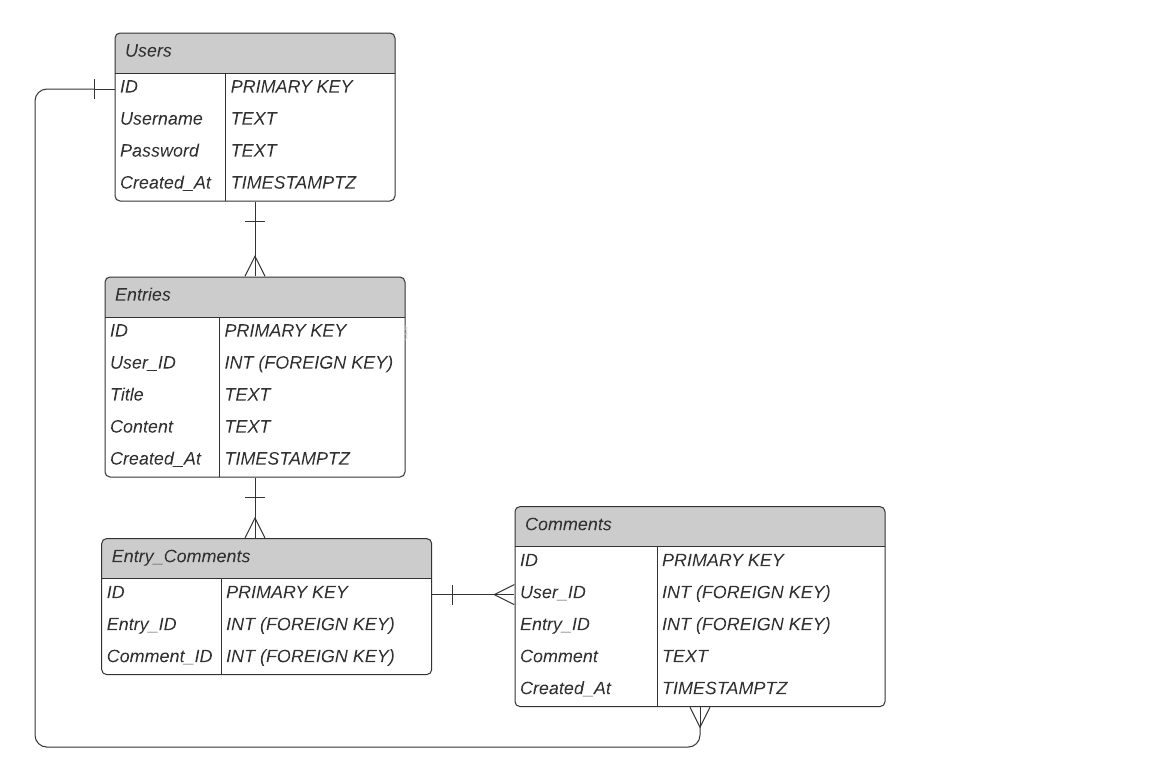 Users
ID PRIMARY KEY
Username TEXT
Password TEXT
Created_At TIMESTAMPTZ
Entries
ID PRIMARY KEY
User_ID INT (FOREIGN KEY)
Title TEXT
Content TEXT
Created_At TIMESTAMPTZ
Entry_Comments
ID PRIMARY KEY
Entry_ID INT (FOREIGN KEY)
Comment_ID INT (FOREIGN KEY)
Comments
ID PRIMARY KEY
User_ID INT (FOREIGN KEY)
Entry_ID INT (FOREIGN KEY)
Comment TEXT
Created_At TIMESTAMPTZ